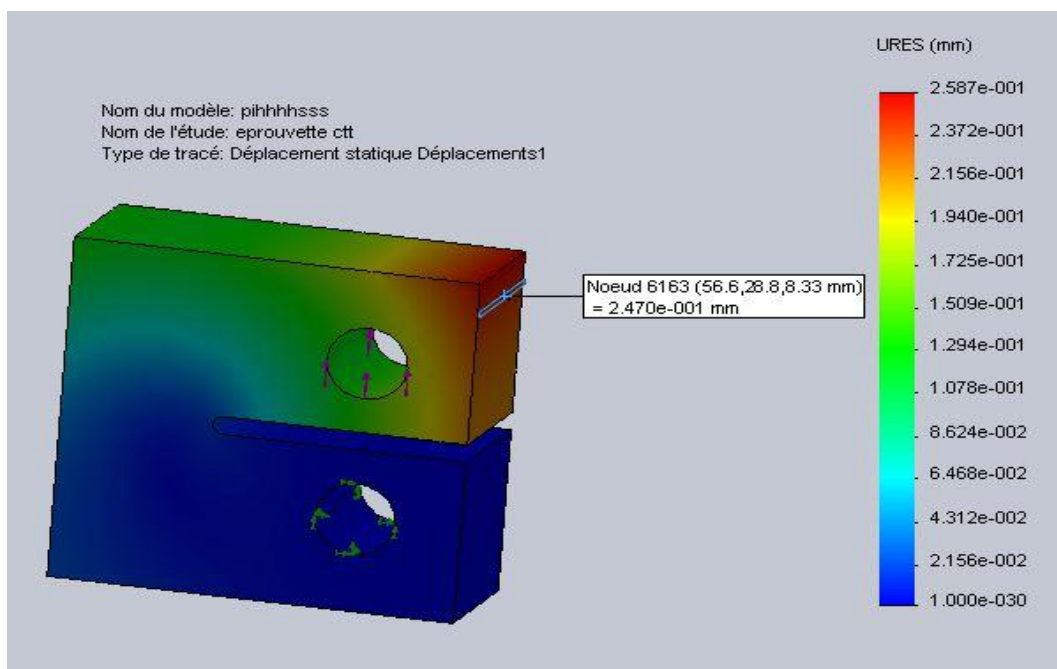 URES (mm)
Nom du modèle: pihhhhsss
Nom de l'étude: eprouvette ctt
Type de tracé: Déplacement statique Déplacements1
2.587e-001
2.372e-001
2.156e-001
1.940e-001
1.725e-001
1.509e-001
1.294e-001
1.078e-001
8.624e-002
6.468e-002
4.312e-002
2.156e-002
1.000e-030
Noeud 6163 (56.6,28.8,8.33 mm)
= 2.470e-001 mm